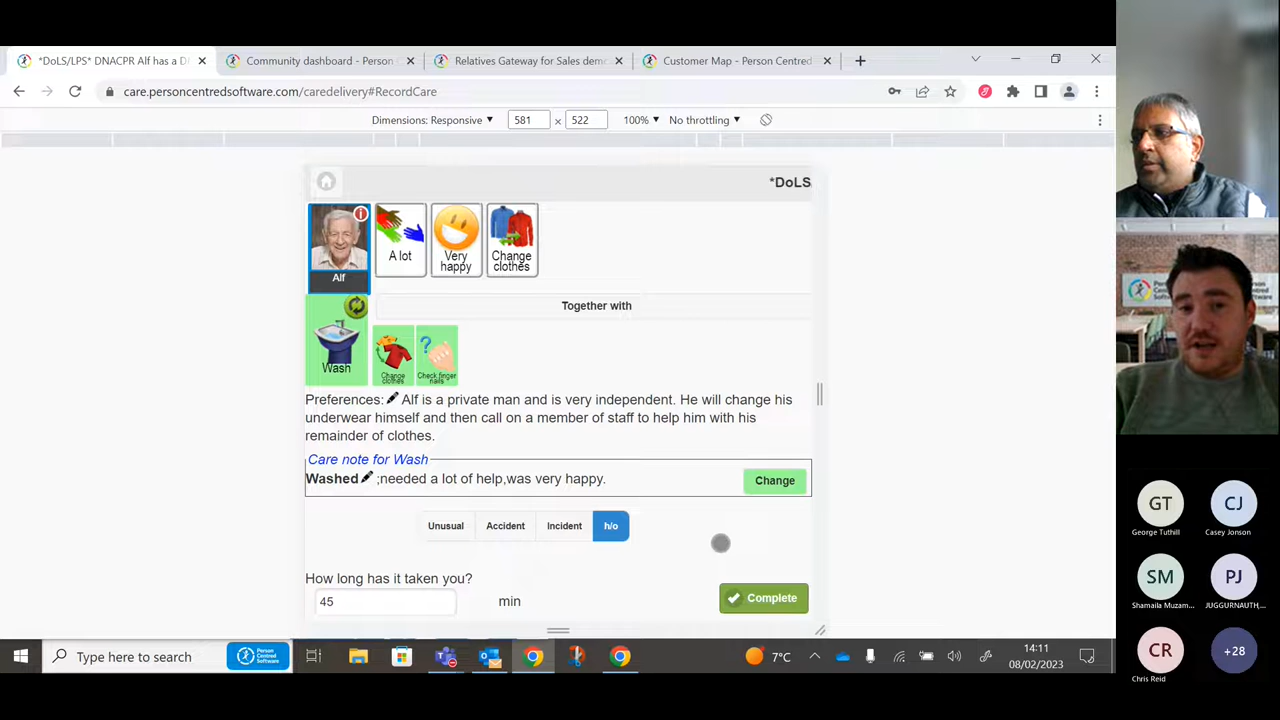 *DoLS/LPS* DNACPR Alf has a D
Community dashboard - Person C
Relatives Gateway for Sales dem
Customer Map - Person Centred
care.personcentredsoftware.com/caredelivery#RecordCare
Dimensions: Responsive
581 x 522
100%
No throttling
*DoLS
Alf
A lot
Very happy
Change clothes
Together with
Wash
Change clothes
Check finger nails
Preferences: Alf is a private man and is very independent. He will change his
underwear himself and then call on a member of staff to help him with his
remainder of clothes.
Care note for Wash
Washed ;needed a lot of help,was very happy.
Change
Unusual
Accident
Incident
h/o
How long has it taken you?
45
min
Complete
Type here to search
Person Centred Software
7°C
14:11
08/02/2023
GT
George Tuthill
CJ
Casey Jonson
SM
Shamaila Muzam...
PJ
JUGGURNAUTH,...
CR
Chris Reid
+28